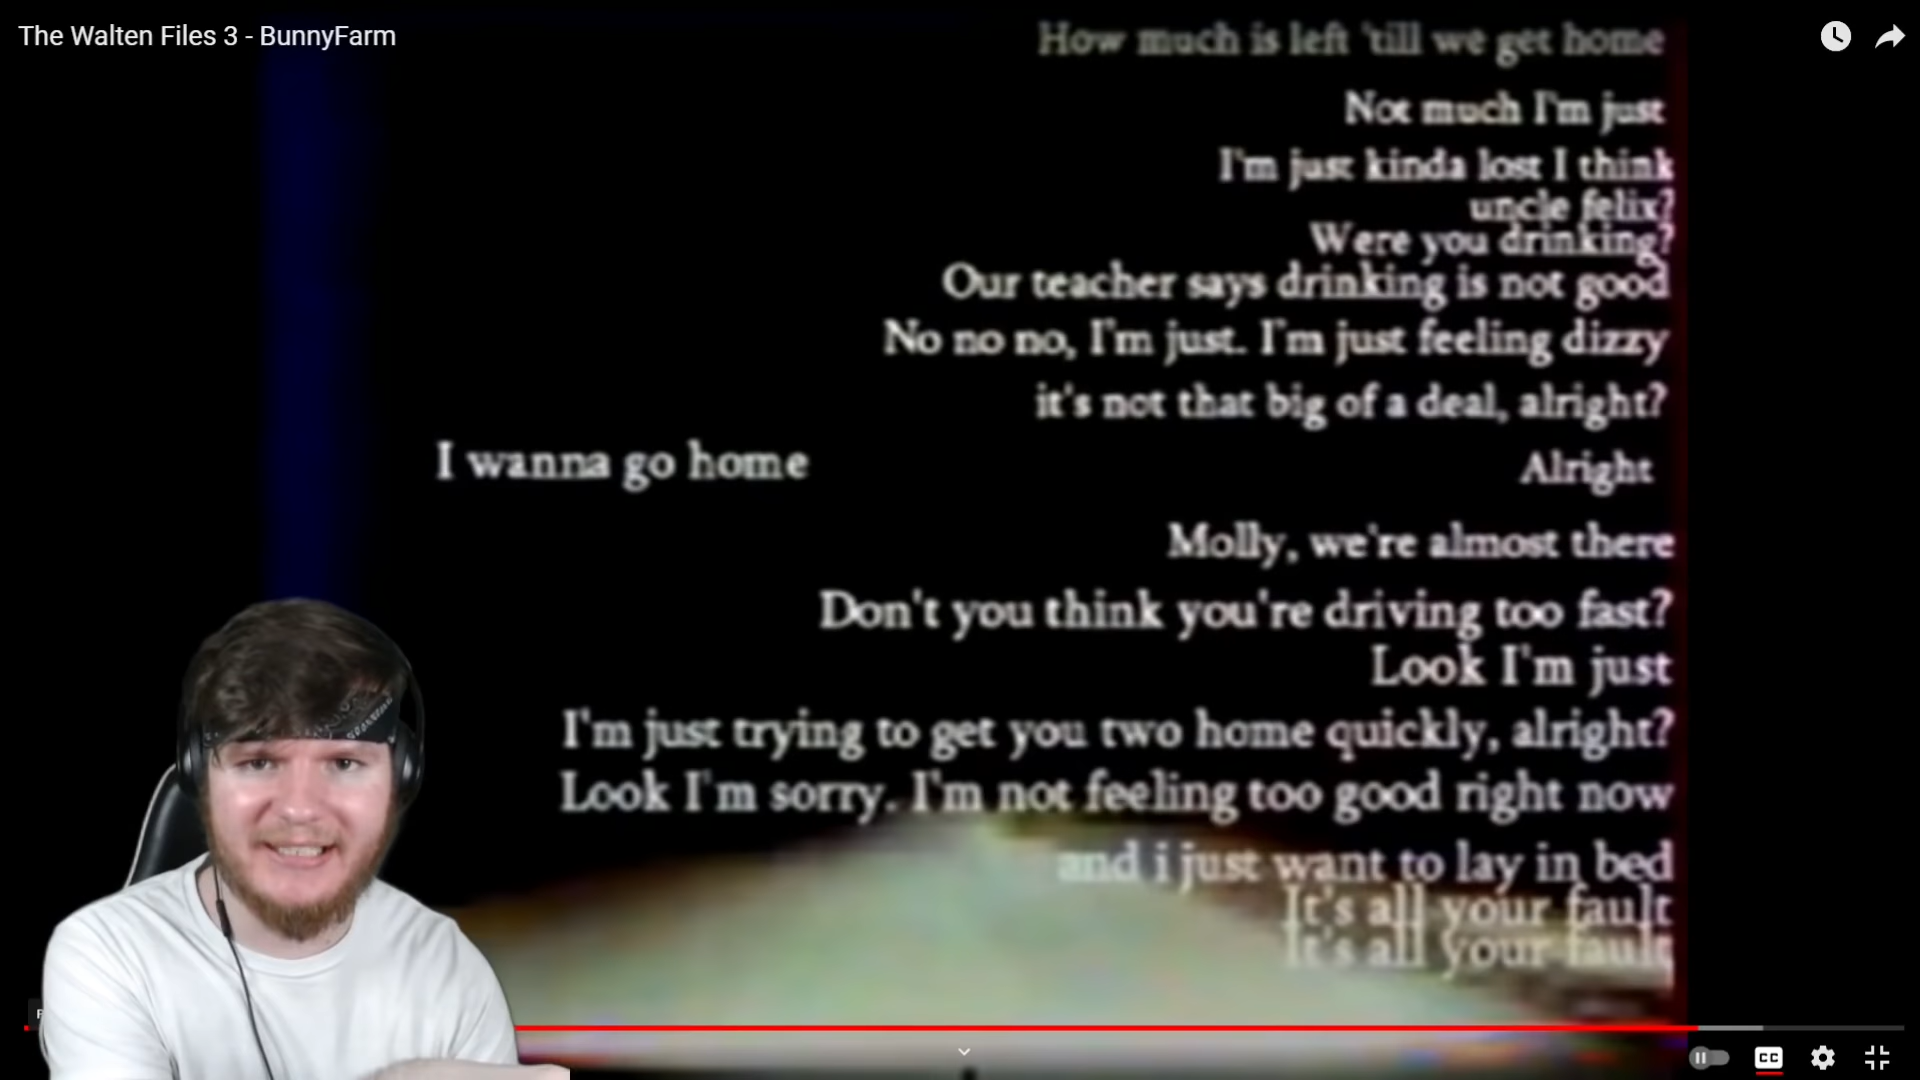 The Walten Files 3 - BunnyFarm
How much is left 'till we get home
Not much I'm just
I'm just kinda lost I think
uncle felix?
Were you drinking?
Our teacher says drinking is not good
No no no, I'm just. I'm just feeling dizzy
it's not that big of a deal, alright?
I wanna go home
Alright
Molly, we're almost there
Don't you think you're driving too fast?
Look I'm just
I'm just trying to get you two home quickly, alright?
Look I'm sorry. I'm not feeling too good right now
and i just want to lay in bed
It's all your fault
It's all your fault
CC